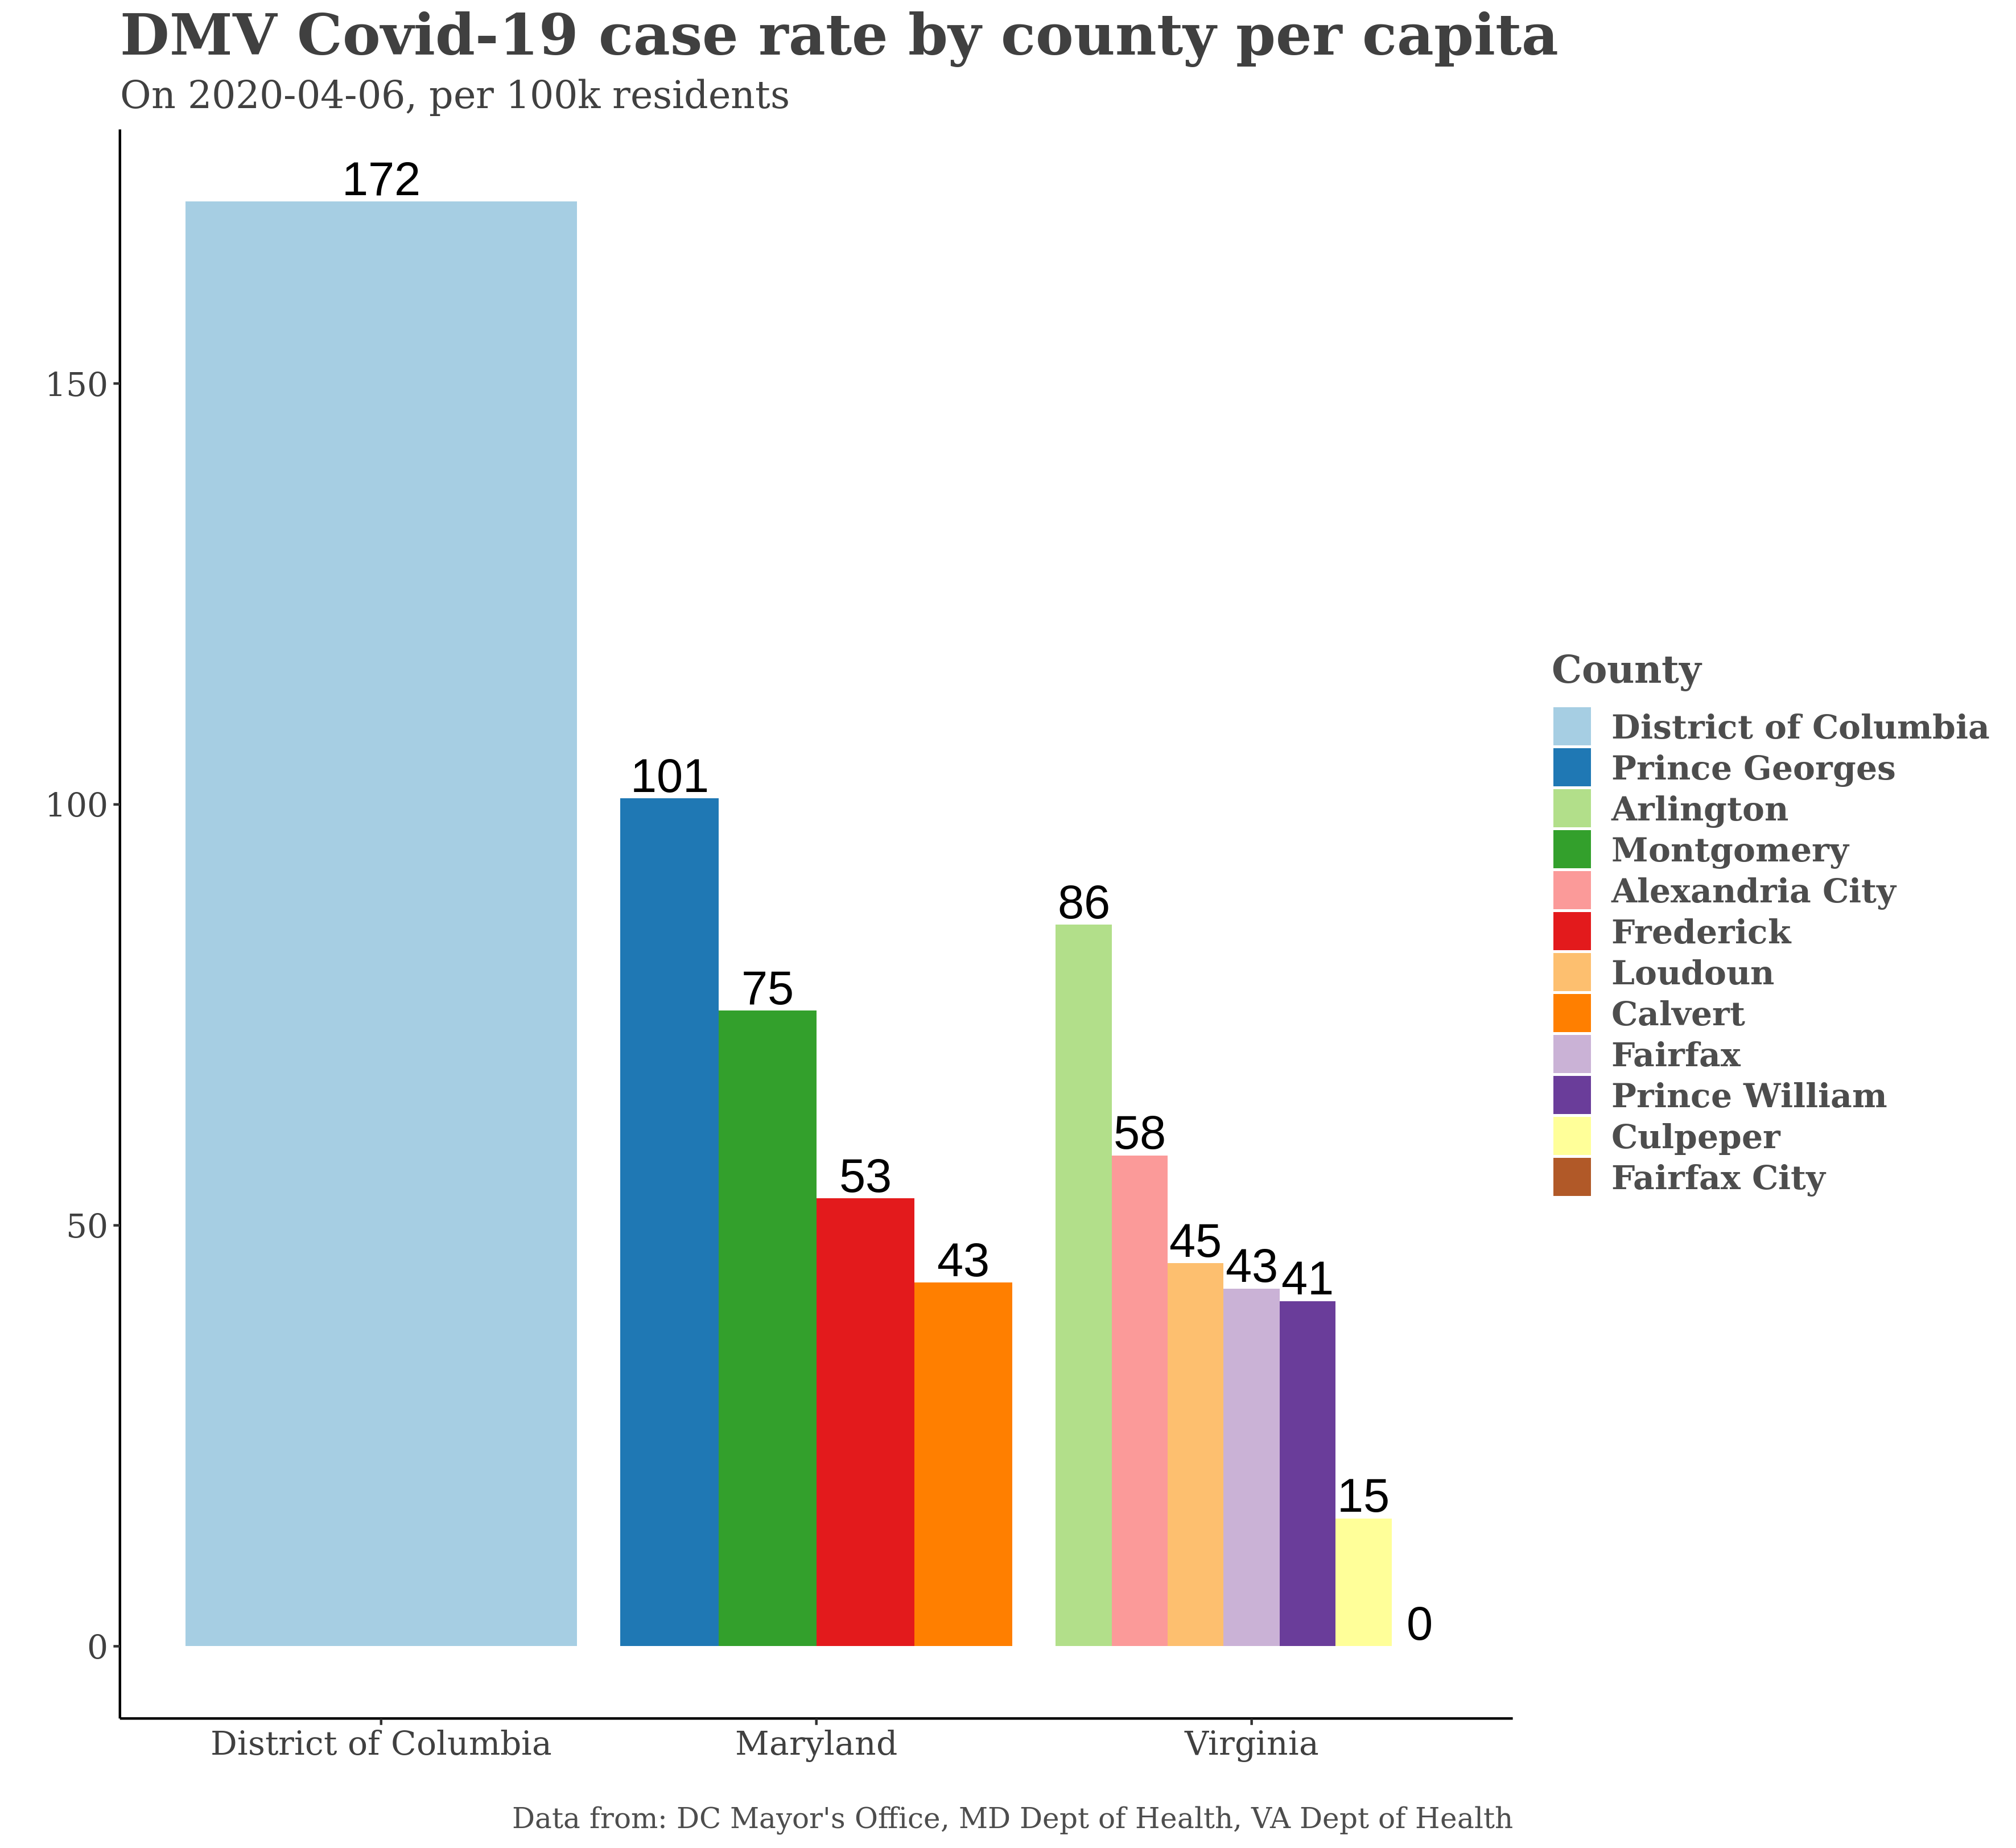 DMV Covid-19 case rate by county per capita
On 2020-04-06, per 100k residents
172
150
101
100
86
75
58
53
50
45
43
43
41
15
0
0
District of Columbia
Maryland
Virginia
County
District of Columbia
Prince Georges
Arlington
Montgomery
Alexandria City
Frederick
Loudoun
Calvert
Fairfax
Prince William
Culpeper
Fairfax City
Data from: DC Mayor's Office, MD Dept of Health, VA Dept of Health